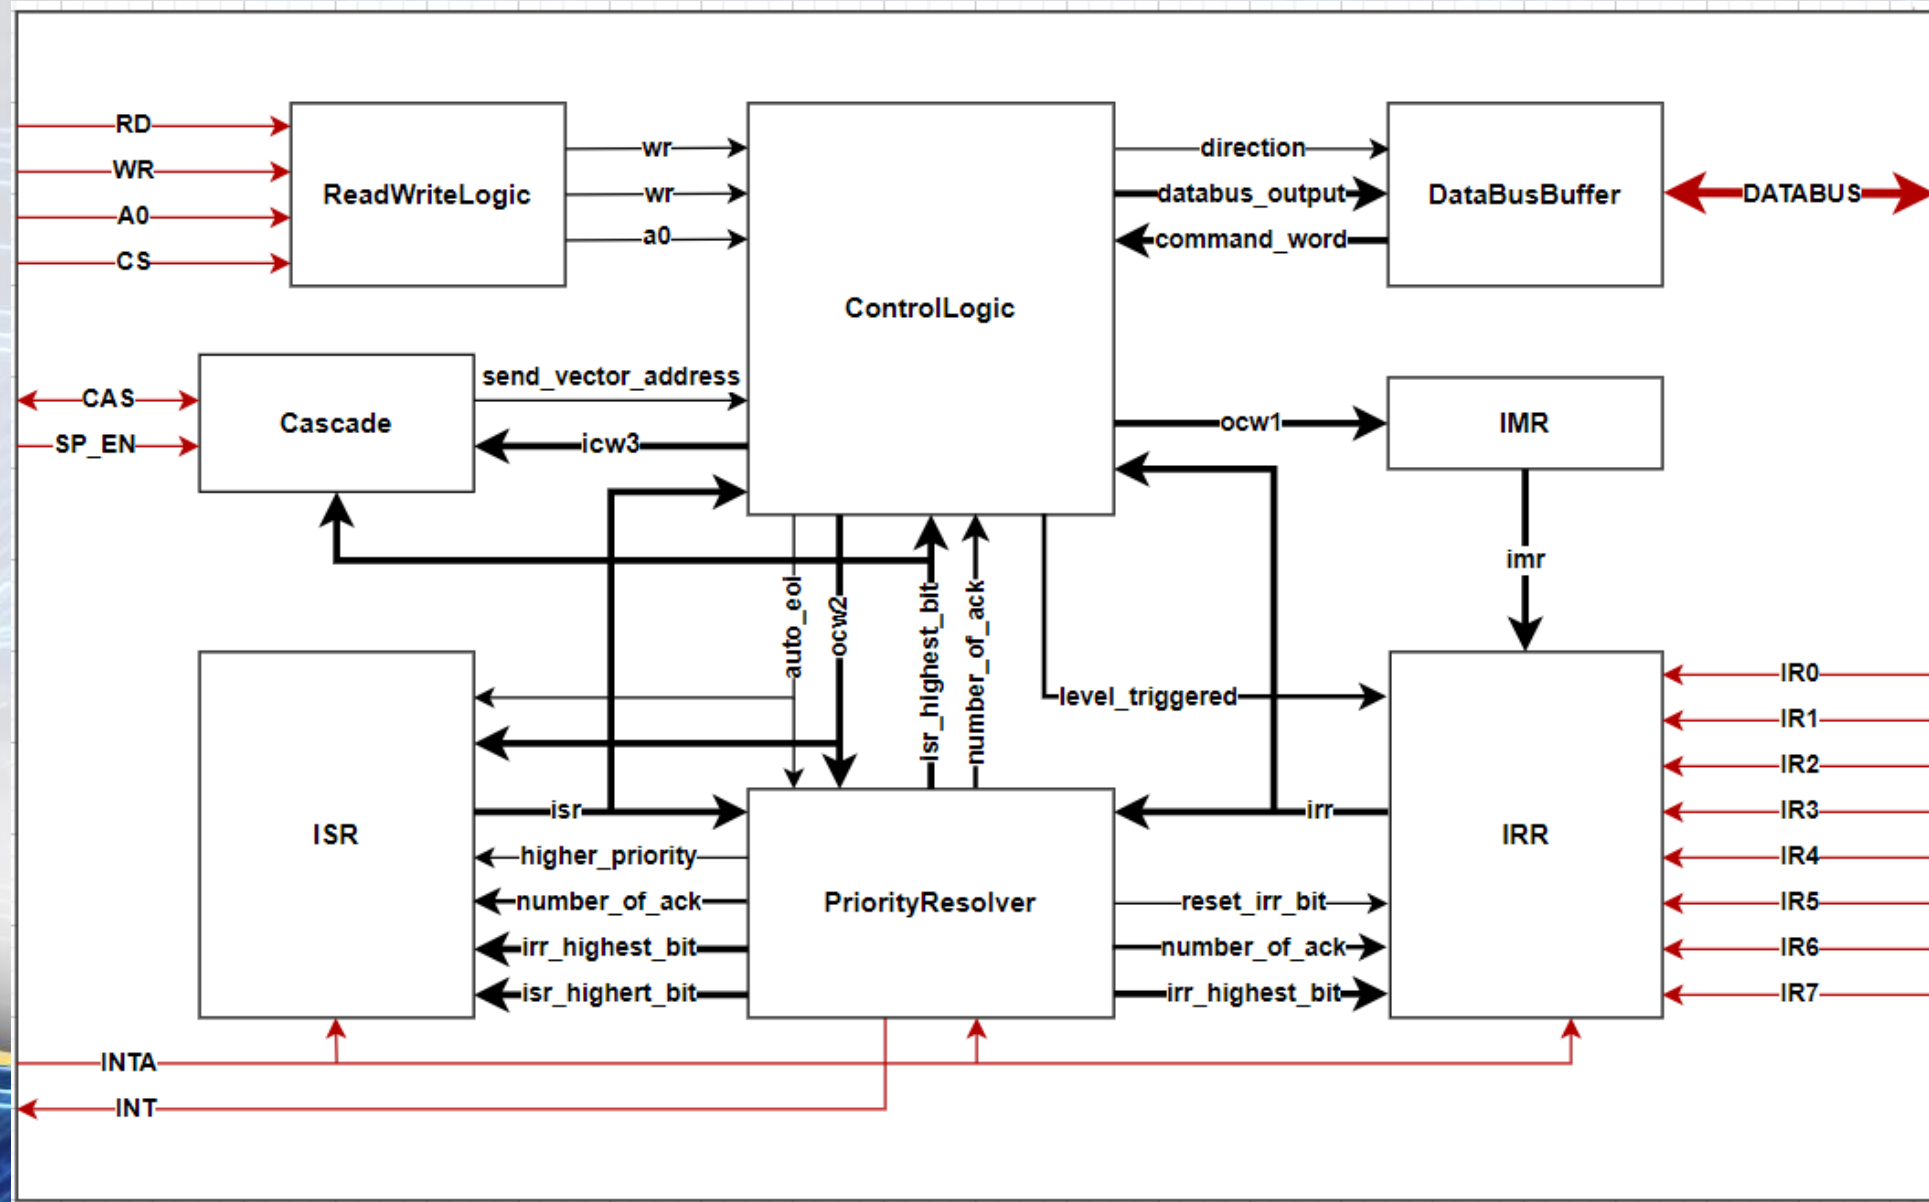 RD
WR
A0
CS
ReadWriteLogic
wr
wr
a0
ControlLogic
direction
databus_output
command_word
DataBusBuffer
DATABUS
CAS
SP_EN
Cascade
send_vector_address
icw3
ocw1
IMR
imr
auto_eoi
ocw2
isr_highest_bit
number_of_ack
level_triggered
ISR
isr
higher_priority
number_of_ack
irr_highest_bit
isr_highert_bit
PriorityResolver
irr
reset_irr_bit
number_of_ack
irr_highest_bit
IRR
IR0
IR1
IR2
IR3
IR4
IR5
IR6
IR7
INTA
INT